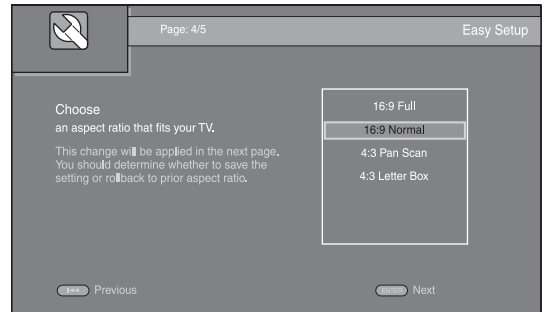 Page: 4/5
Easy Setup
Choose
an aspect ratio that fits your TV.
This change will be applied in the next page.
You should determine whether to save the
setting or rollback to prior aspect ratio.
16:9 Full
16:9 Normal
4:3 Pan Scan
4:3 Letter Box
Previous
ENTER Next